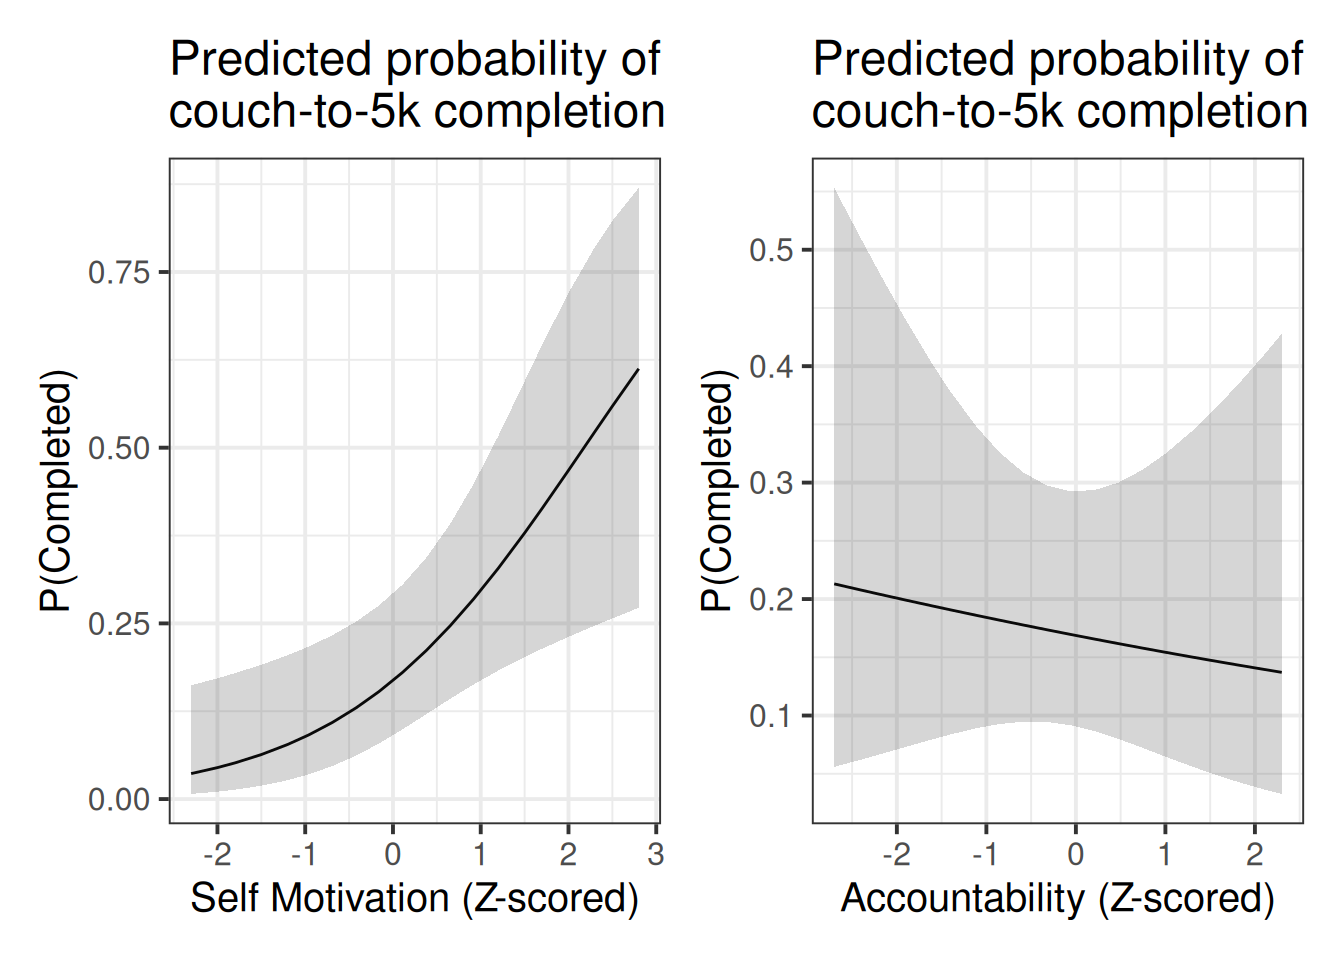 Predicted probability of
couch-to-5k completion
P(Completed)
0.75
0.50
0.25
0.00
-2 -1 0 1 2 3
Self Motivation (Z-scored)
Predicted probability of
couch-to-5k completion
P(Completed)
0.5
0.4
0.3
0.2
0.1
-2 -1 0 1 2
Accountability (Z-scored)